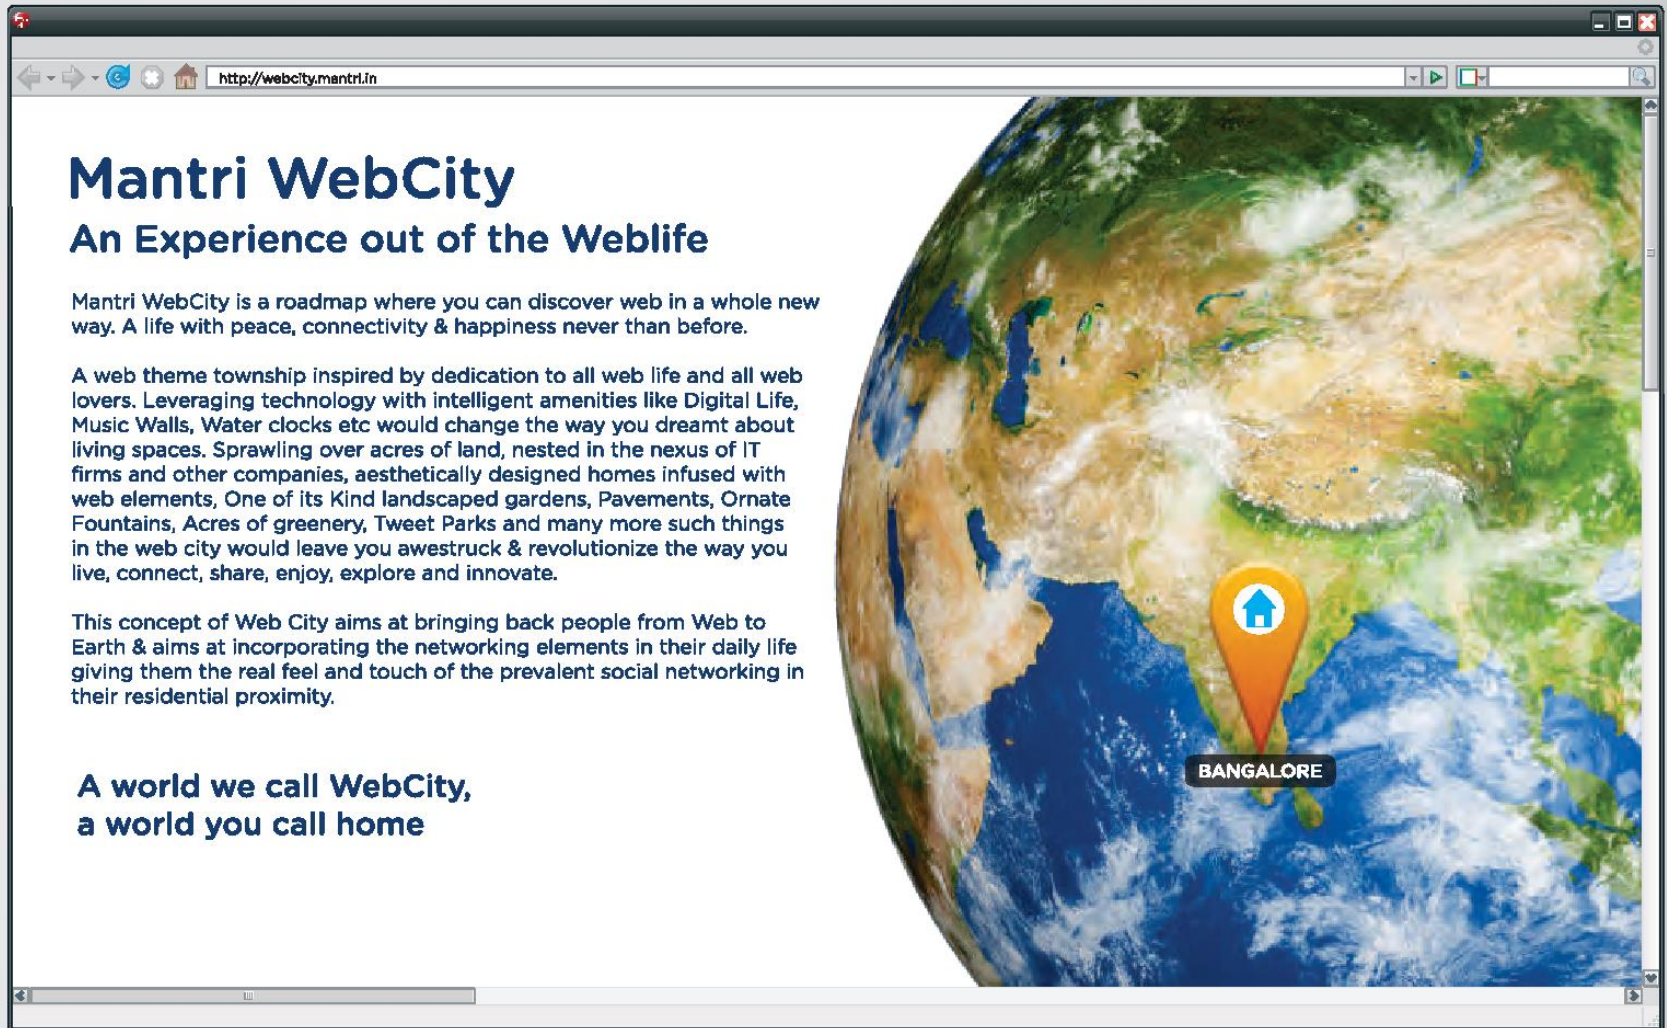 http://webcity.mantri.in
Mantri WebCity
An Experience out of the Weblife
Mantri WebCity is a roadmap where you can discover web in a whole new
way. A life with peace, connectivity & happiness never than before.
A web theme township inspired by dedication to all web life and all web
lovers. Leveraging technology with intelligent amenities like Digital Life,
Music Walls, Water clocks etc would change the way you dreamt about
living spaces. Sprawling over acres of land, nested in the nexus of IT
firms and other companies, aesthetically designed homes infused with
web elements, One of its Kind landscaped gardens, Pavements, Ornate
Fountains, Acres of greenery, Tweet Parks and many more such things
in the web city would leave you awestruck & revolutionize the way you
live, connect, share, enjoy, explore and innovate.
This concept of Web City aims at bringing back people from Web to
Earth & aims at incorporating the networking elements in their daily life
giving them the real feel and touch of the prevalent social networking in
their residential proximity.
A world we call WebCity,
a world you call home
BANGALORE